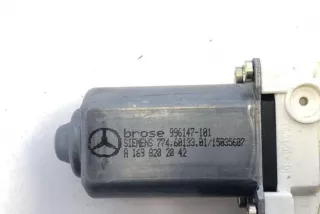 brose 996147-101
SIEMENS 774.60133.01/15035607
A 169 820 20 42